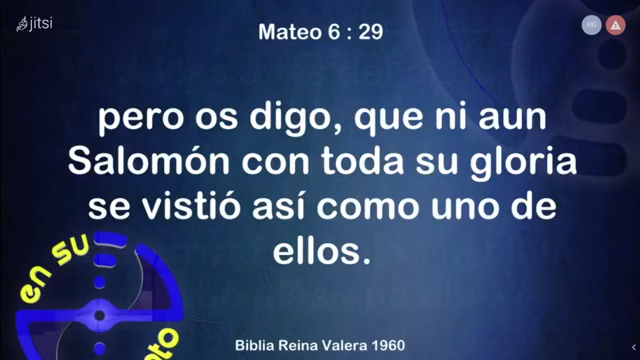 jitsi
HD
Mateo 6 : 29
pero os digo, que ni aun
Salomón con toda su gloria
se vistió así como uno de
ellos.
en su
Biblia Reina Valera 1960